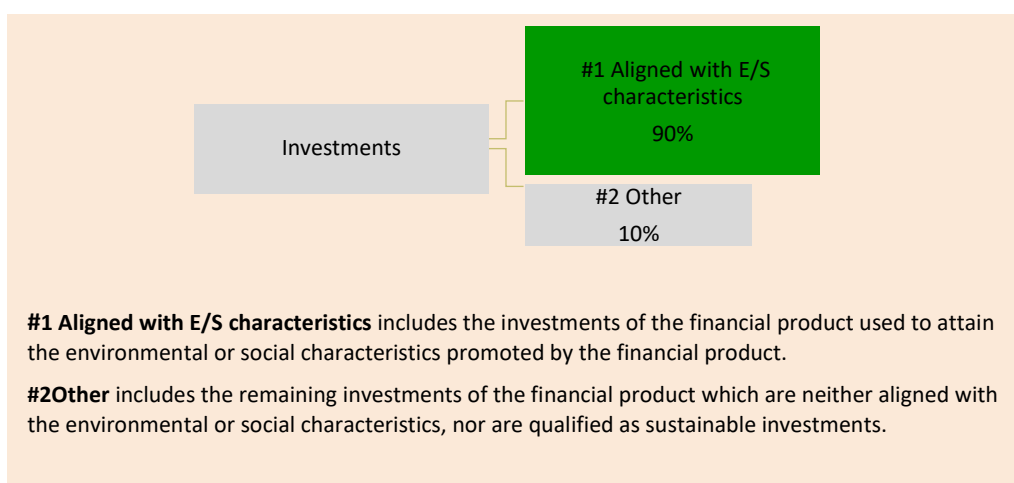 #1 Aligned with E/S
characteristics
90%
Investments
#2 Other
10%
#1 Aligned with E/S characteristics includes the investments of the financial product used to attain
the environmental or social characteristics promoted by the financial product.
#2Other includes the remaining investments of the financial product which are neither aligned with
the environmental or social characteristics, nor are qualified as sustainable investments.